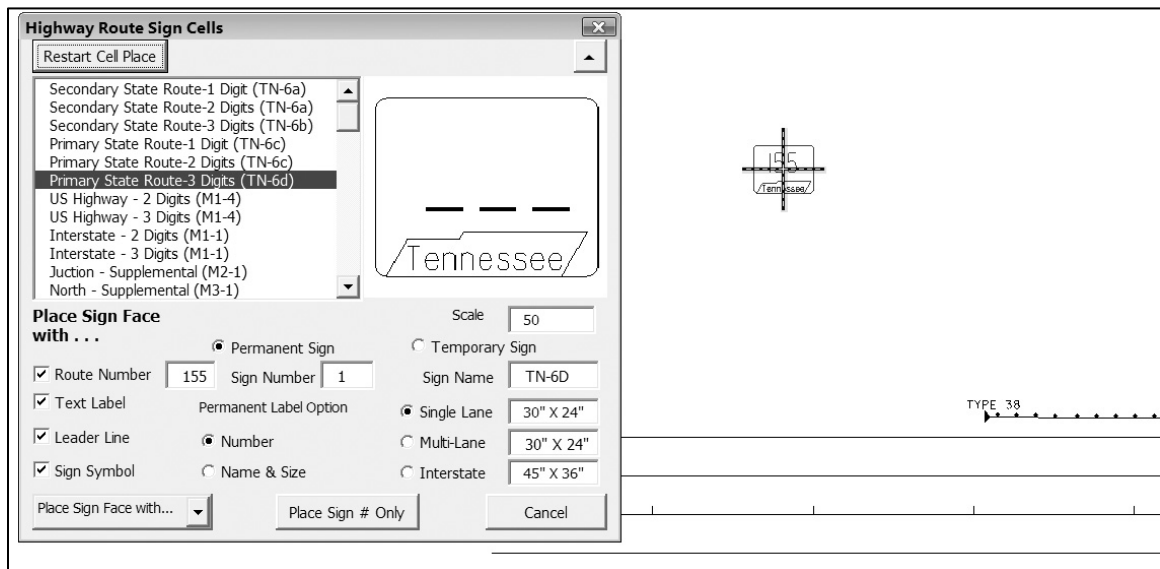 Highway Route Sign Cells
Restart Cell Place
Secondary State Route-1 Digit (TN-6a)
Secondary State Route-2 Digits (TN-6a)
Secondary State Route-3 Digits (TN-6b)
Primary State Route-1 Digit (TN-6c)
Primary State Route-2 Digits (TN-6c)
Primary State Route-3 Digits (TN-6d)
US Highway - 2 Digits (M1-4)
US Highway - 3 Digits (M1-4)
Interstate - 2 Digits (M1-1)
Interstate - 3 Digits (M1-1)
Juction - Supplemental (M2-1)
North - Supplemental (M3-1)
Tennessee
Place Sign Face
with . . .
Scale 50
Permanent Sign Temporary Sign
Route Number 155 Sign Number 1 Sign Name TN-6D
Text Label Permanent Label Option Single Lane 30" X 24"
Leader Line Number Multi-Lane 30" X 24"
Sign Symbol Name & Size Interstate 45" X 36"
Place Sign Face with... Place Sign # Only Cancel
155
Tennessee
TYPE 38